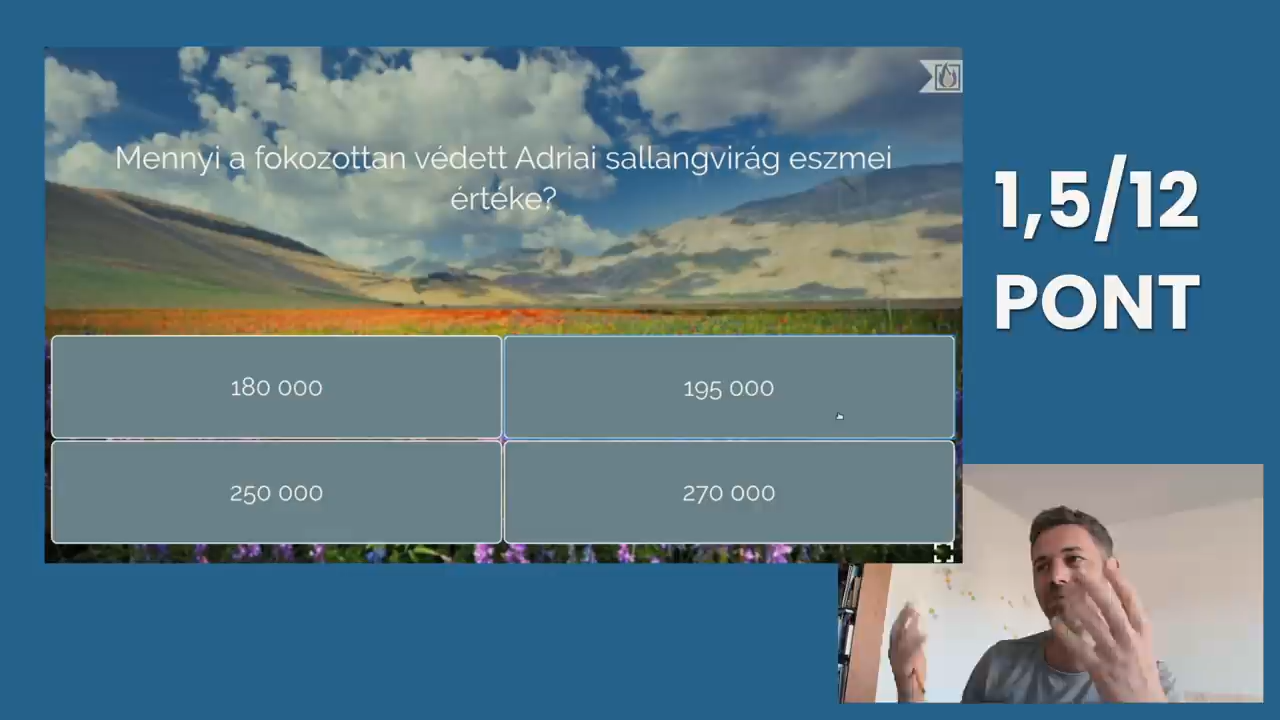 Mennyi a fokozottan védett Adriai sallangvirág eszmei
értéke?
1,5/12
PONT
180 000
195 000
250 000
270 000